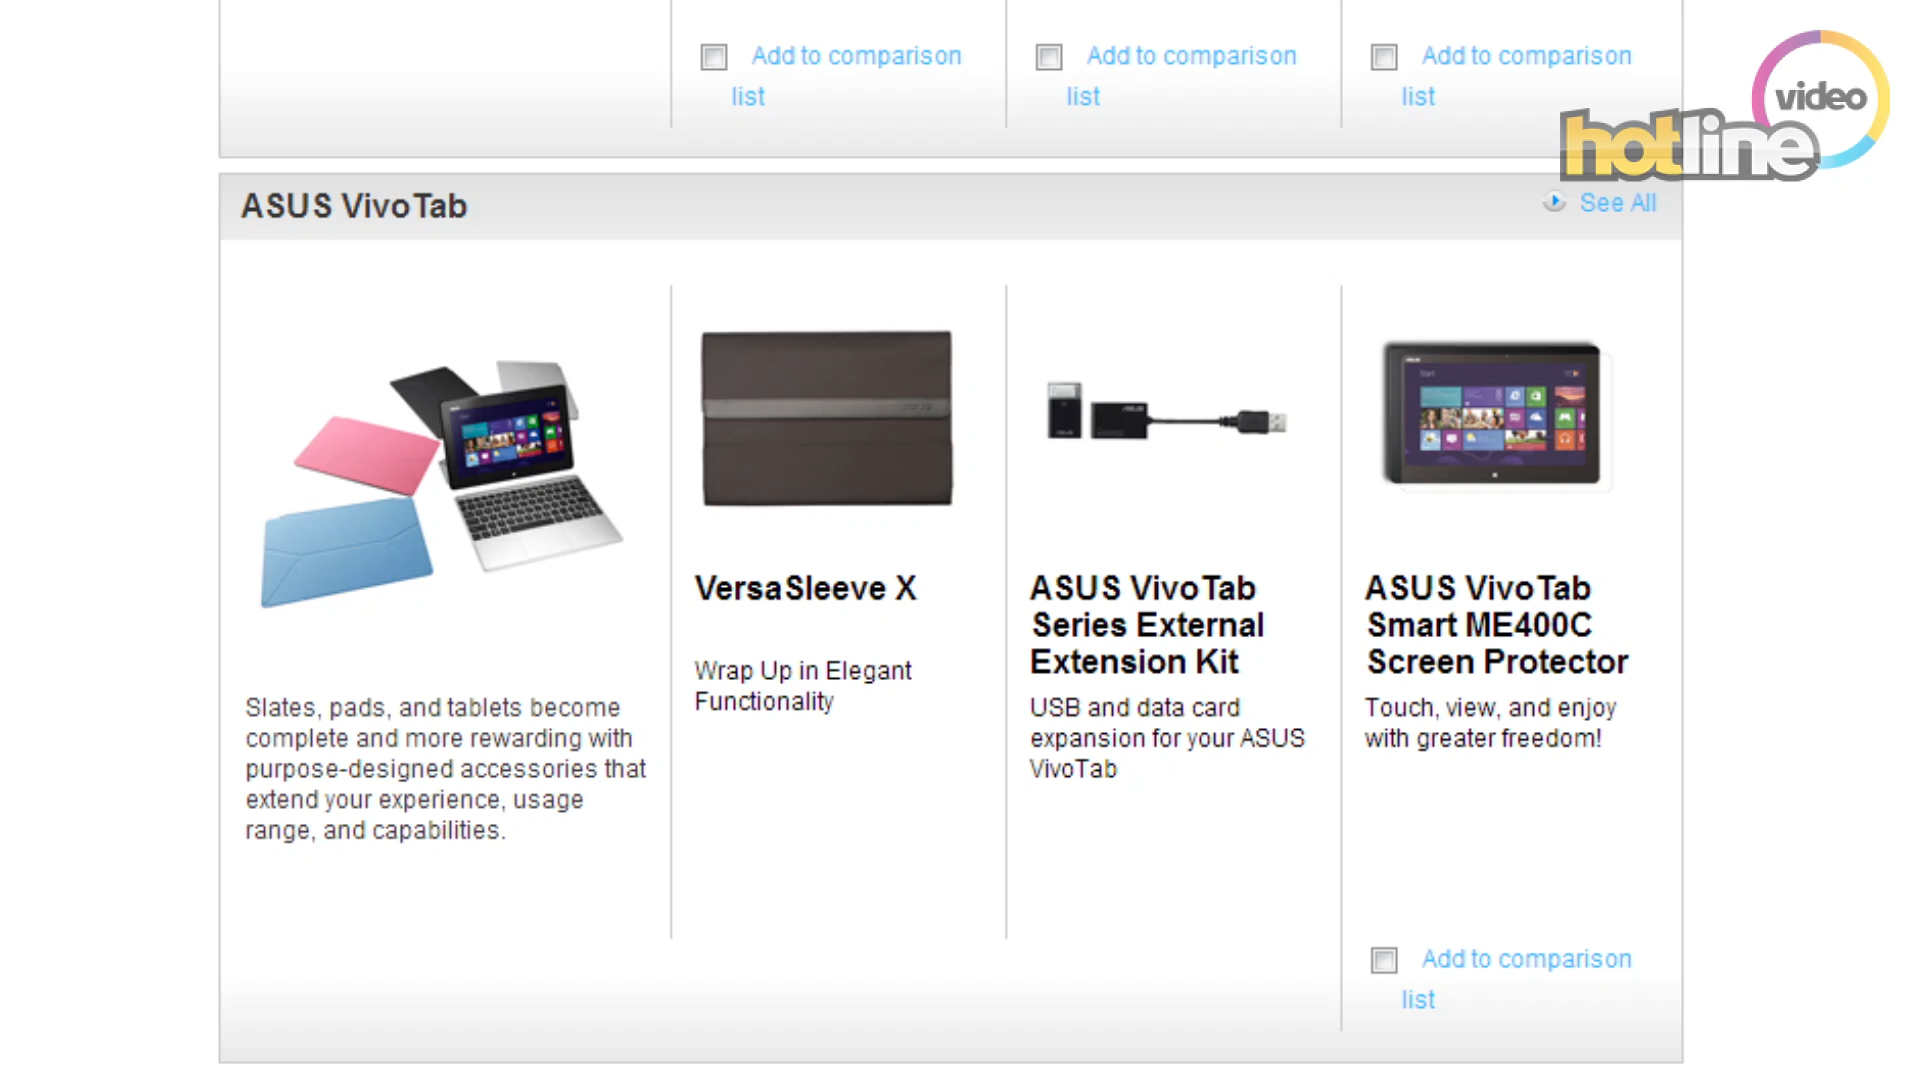 Add to comparison
list
Add to comparison
list
Add to comparison
list
video
hotline
ASUS VivoTab
See All
Slates, pads, and tablets become
complete and more rewarding with
purpose-designed accessories that
extend your experience, usage
range, and capabilities.
VersaSleeve X
Wrap Up in Elegant
Functionality
ASUS VivoTab
Series External
Extension Kit
USB and data card
expansion for your ASUS
VivoTab
Start
ASUS VivoTab
Smart ME400C
Screen Protector
Touch, view, and enjoy
with greater freedom!
Add to comparison
list